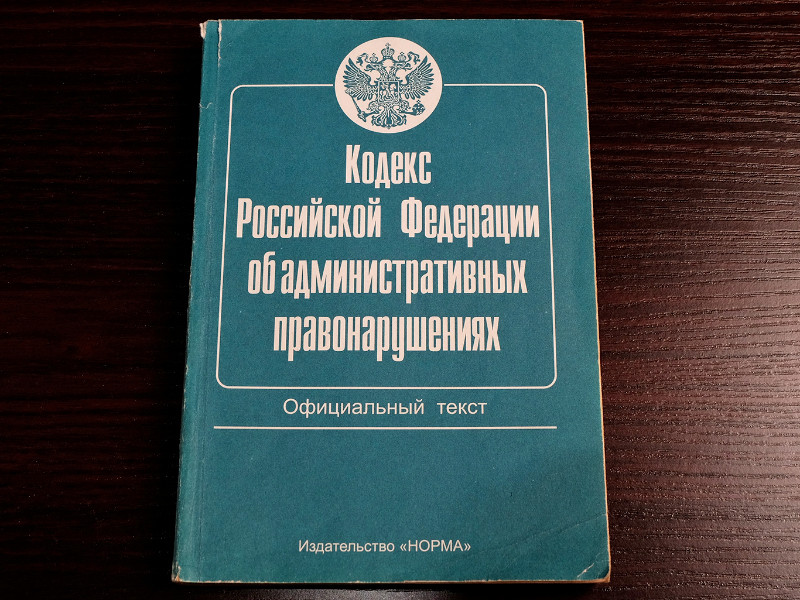 Кодекс
Российской Федерации
об административных
правонарушениях
Официальный текст
Издательство «НОРМА»